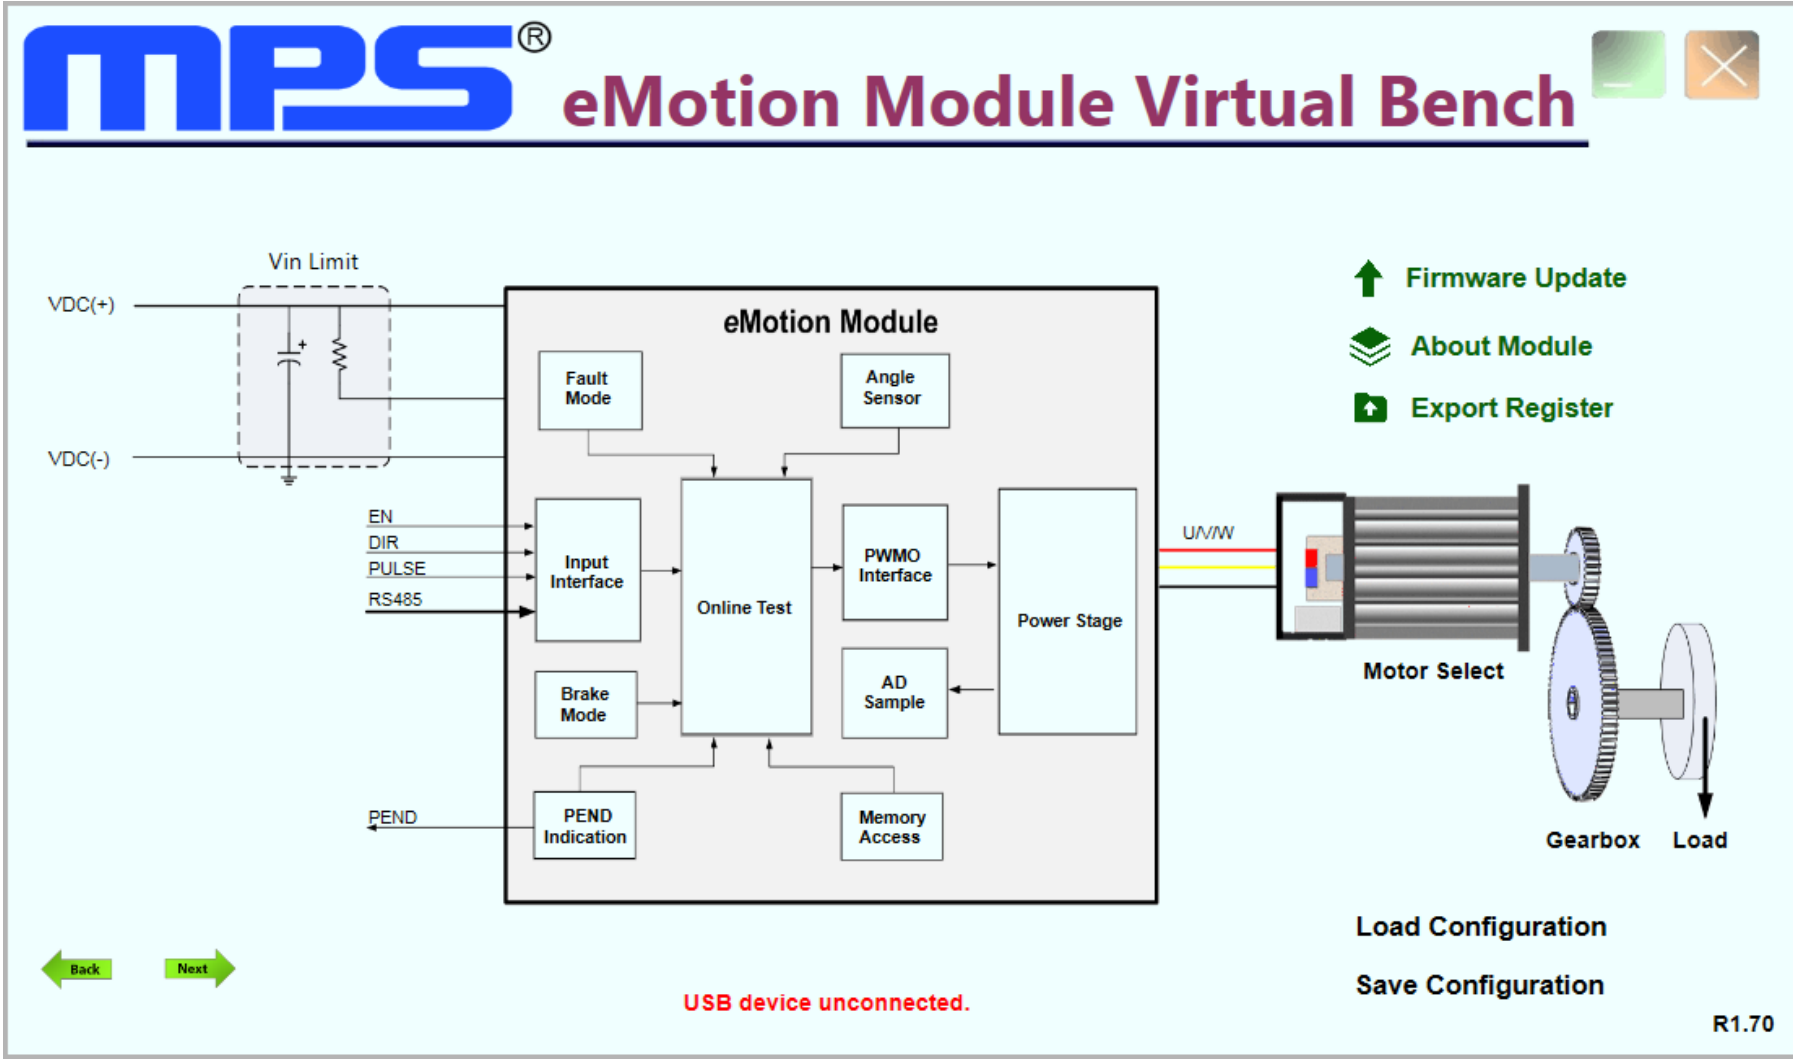 MPS®
eMotion Module Virtual Bench
Vin Limit
VDC(+)
VDC(-)
eMotion Module
Fault
Mode
Angle
Sensor
EN
DIR
PULSE
RS485
Input
Interface
Online Test
PWMO
Interface
Power Stage
AD
Sample
Brake
Mode
PEND
PEND
Indication
Memory
Access
U/V/W
Firmware Update
About Module
Export Register
Motor Select
Gearbox
Load
Load Configuration
Save Configuration
Back
Next
USB device unconnected.
R1.70